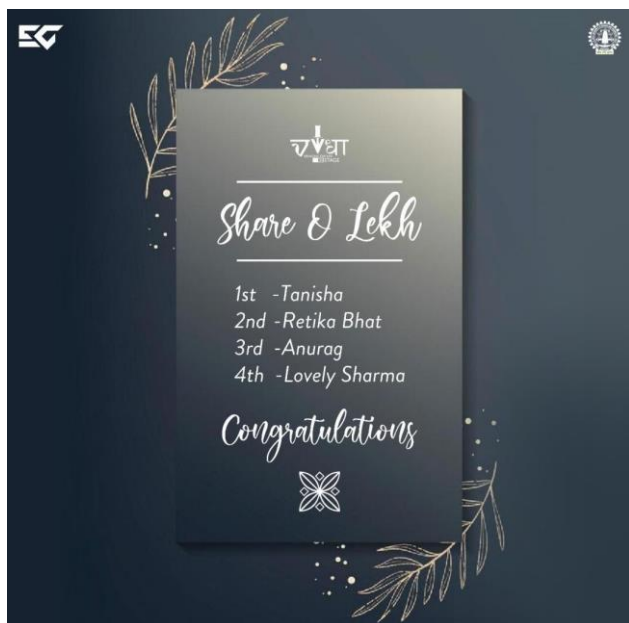 Share O Lekh
1st -Tanisha
2nd -Retika Bhat
3rd -Anurag
4th -Lovely Sharma
Congratulations